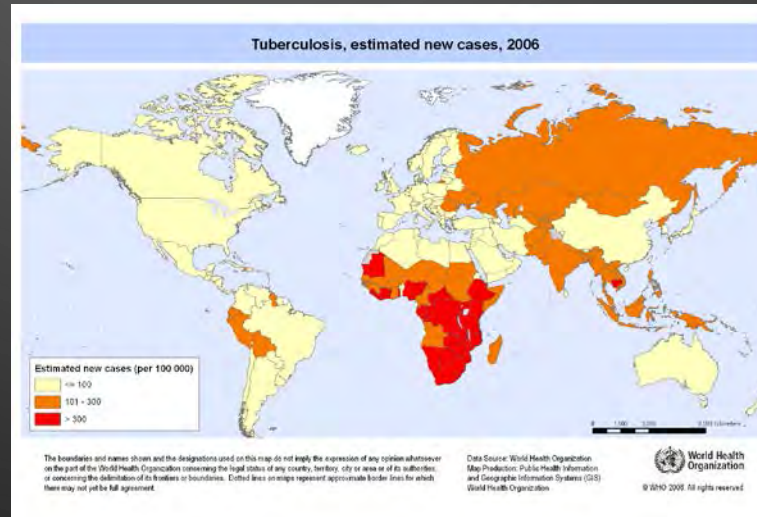 Tuberculosis, estimated new cases, 2006
Estimated new cases (per 100 000)
<= 100
101 - 300
> 300
The boundaries and names shown and the designations used on this map do not imply the expression of any opinion whatsoever
on the part of the World Health Organization concerning the legal status of any country, territory, city or area or of its authorities,
or concerning the delimitation of its frontiers or boundaries. Dotted lines on maps represent approximate border lines for which
there may not yet be full agreement.
Data Source: World Health Organization
Map Production: Public Health Information
and Geographic Information Systems (GIS)
World Health Organization
World Health
Organization
© WHO 2008. All rights reserved